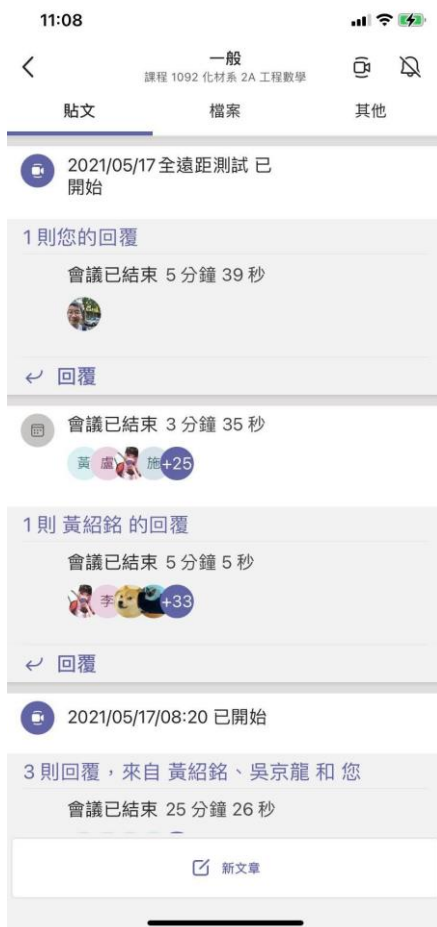 11:08
一般
課程 1092 化材系 2A 工程數學
貼文 檔案 其他
2021/05/17全遠距測試 已
開始
1 則您的回覆
會議已結束 5 分鐘 39 秒
回覆
會議已結束 3 分鐘 35 秒
黃 盧 施 +25
1 則 黃紹銘 的回覆
會議已結束 5 分鐘 5 秒
李 +33
回覆
2021/05/17/08:20 已開始
3 則回覆，來自 黃紹銘、吳京龍 和 您
會議已結束 25 分鐘 26 秒
新文章